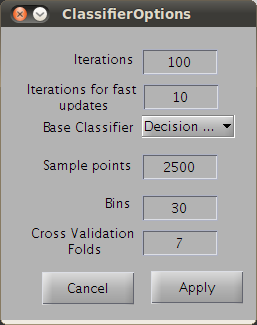 ClassifierOptions
Iterations 100
Iterations for fast
updates 10
Base Classifier Decision ...
Sample points 2500
Bins 30
Cross Validation
Folds 7
Cancel Apply